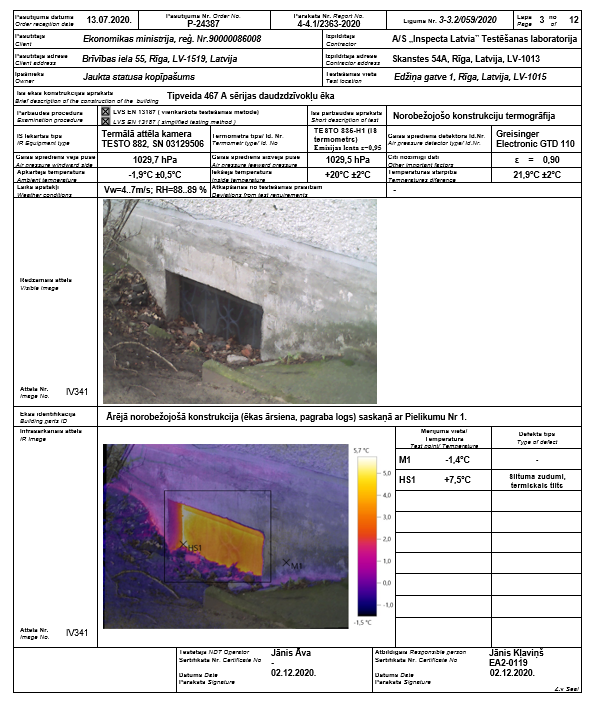 Pasūtījuma datums 13.07.2020. Pasūtījuma Nr. Order No. P-24387 Pārskata Nr. Report No. 4-4.1/2363-2020 Līguma Nr. 3-3.2/059/2020 Lapa 3 no 12
Order reception date Page of
Pasūtītājs Ekonomikas ministrija, reģ. Nr.90000086008 Izpildītājs A/S „Inspecta Latvia” Testēšanas laboratorija
Client Contractor
Pasūtītāja adrese Brīvības iela 55, Rīga, LV-1519, Latvija Izpildītāja adrese Skanstes 54A, Rīga, Latvija, LV-1013
Client address Contractor address
Īpašnieks Jaukta statusa kopīpašums Testēšanas vieta Edžiņa gatve 1, Rīga, Latvija, LV-1015
Owner Test location
Īss ēkas konstrukcijas apraksts Tipveida 467 A sērijas daudzdzīvokļu ēka
Brief description of the construction of the building
Pārbaudes procedūra LVS EN 13187 ( vienkāršota testēšanas metode) Īss pārbaudes apraksts Norobežojošo konstrukciju termogrāfija
Examination procedure LVS EN 13187 ( simplified testing method ) Short description of test
IS iekārtas tips Termālā attēla kamera Termometra tips/ Id. Nr. TESTO 835-H1 (IS termometrs) Gaisa spiediena detektora Id.Nr. Greisinger
IR Equipment type TESTO 882, SN 03129506 Termometr type/ Id. No Emisijas lenta ε=0,95 Air pressure detector type/ Id. Nr. Electronic GTD 110
Gaisa spiediens vēja pusē 1029,7 hPa Gaisa spiediens aizvēja pusē 1029,5 hPa Citi nozīmīgi dati ε = 0,90
Air pressure windward side Air pressure leeward pressure Other important factors
Apkārtēja temperatūra -1,9°C ±0,5°C Iekšēja temperatūra +20°C ±2°C Temperatūras starpība 21,9°C ±2°C
Ambient temperature Inside temperature Temperatures diference
Laika apstākļi Vw=4..7m/s; RH=88..89 % Atkāpšanās no testēšanas prasībām -
Weather conditions Deviations from test requirements
Redzamais attēls
Visible Image
Attēla Nr. IV341
Image No.
Ēkas identifikācija Ārējā norobežojošā konstrukcija (ēkas ārsiena, pagraba logs) saskaņā ar Pielikumu Nr 1.
Building parts ID
Infrasarkanais attēls Mērījuma vieta/ Temperatūra Defekta tips
IR Image Test point/ Temperature Type of defect
M1 -1,4°C -
HS1 +7,5°C Siltuma zudumi, termiskais tilts
5,7 °C
5,0
4,0
3,0
2,0
1,0
0,0
-1,0
-1,5 °C
HS1
M1
Attēla Nr. IV341
Image No.
Testētājs NDT Operator Jānis Āva Atbildīgais Responsible person Jānis Kļaviņš
Sertifikāta Nr. Certificate No - Sertifikāta Nr. Certificate No. EA2-0119
Datums Date 02.12.2020. Datums Date 02.12.2020.
Paraksts Signature Paraksts Signature
Z.v Seal